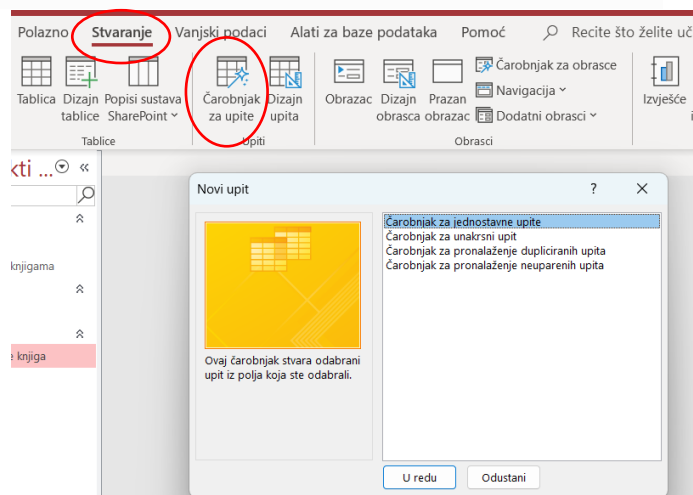 Polazno Stvaranje Vanjski podaci Alati za baze podataka Pomoć Recite što želite uč
Tablica Dizajn tablice Popisi sustava SharePoint Čarobnjak za upite Dizajn upita Obrazac Dizajn obrasca Prazan obrazac Čarobnjak za obrasce Izvješće
Navigacija
Dodatni obrasci
Tablice Upiti Obrasci
kti ... «
Novi upit ? X
knjigama
e knjiga
Čarobnjak za jednostavne upite
Čarobnjak za unakrsni upit
Čarobnjak za pronalaženje dupliciranih upita
Čarobnjak za pronalaženje neuparenih upita
Ovaj čarobnjak stvara odabrani
upit iz polja koja ste odabrali.
U redu Odustani